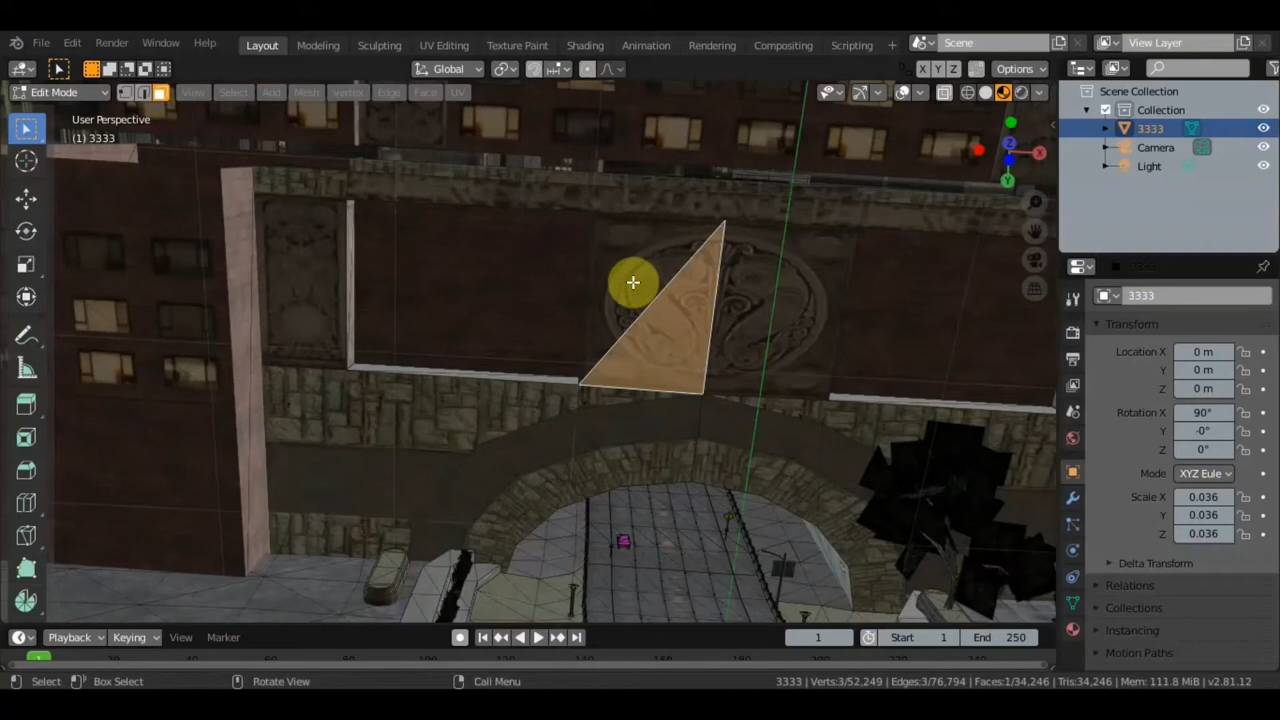 File Edit Render Window Help Layout Modeling Sculpting UV Editing Texture Paint Shading Animation Rendering Compositing Scripting + Scene View Layer
Global X Y Z Options
Edit Mode View Select Add Mesh Vertex Edge Face UV
User Perspective
(1) 3333
Scene Collection
Collection
3333
Camera
Light
X
Z
Y
3333
Transform
Location X 0 m
Y 0 m
Z 0 m
Rotation X 90°
Y -0°
Z 0°
Mode XYZ Eule
Scale X 0.036
Y 0.036
Z 0.036
Delta Transform
Relations
Collections
Instancing
Motion Paths
Playback Keying View Marker 1 Start 1 End 250
1
Select Box Select Rotate View Call Menu 3333 | Verts:3/52,249 | Edges:3/76,794 | Faces:1/34,246 | Tris:34,246 | Mem: 111.8 MiB | v2.81.12